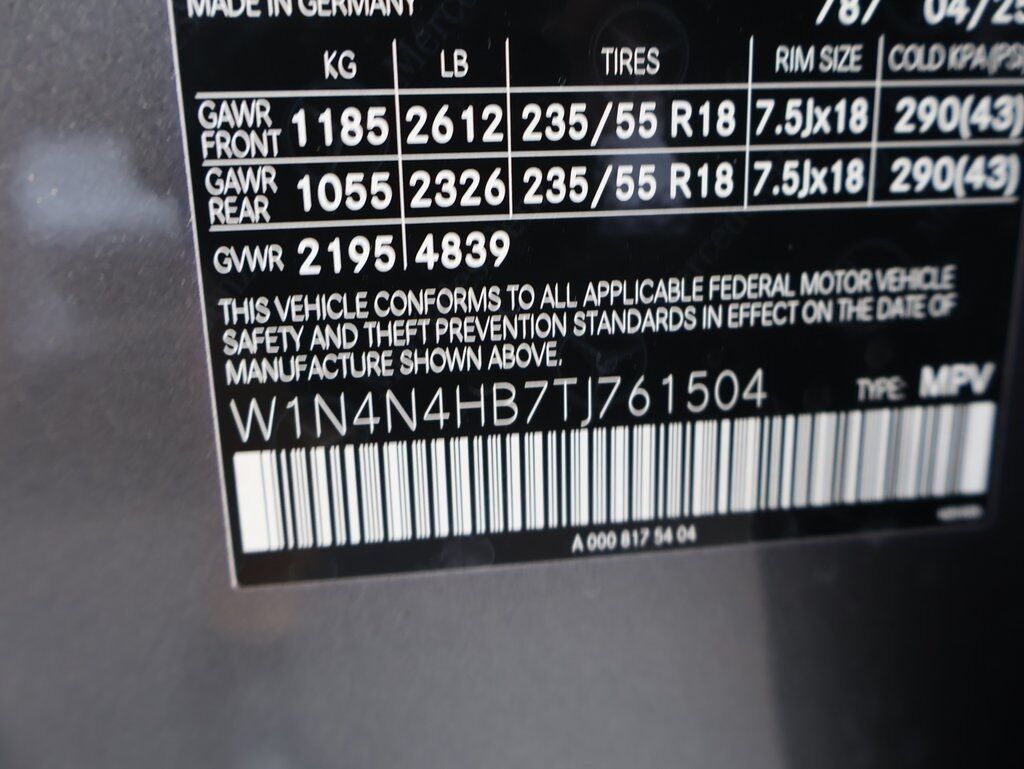 MADE IN GERMANY 787 04/25
KG LB TIRES RIM SIZE COLD KPA(PSI
GAWR FRONT 1185 2612 235/55 R18 7.5Jx18 290(43)
GAWR REAR 1055 2326 235/55 R18 7.5Jx18 290(43)
GVWR 2195 4839
THIS VEHICLE CONFORMS TO ALL APPLICABLE FEDERAL MOTOR VEHICLE
SAFETY AND THEFT PREVENTION STANDARDS IN EFFECT ON THE DATE OF
MANUFACTURE SHOWN ABOVE.
W1N4N4HB7TJ761504 TYPE: MPV
A 000 817 54 04